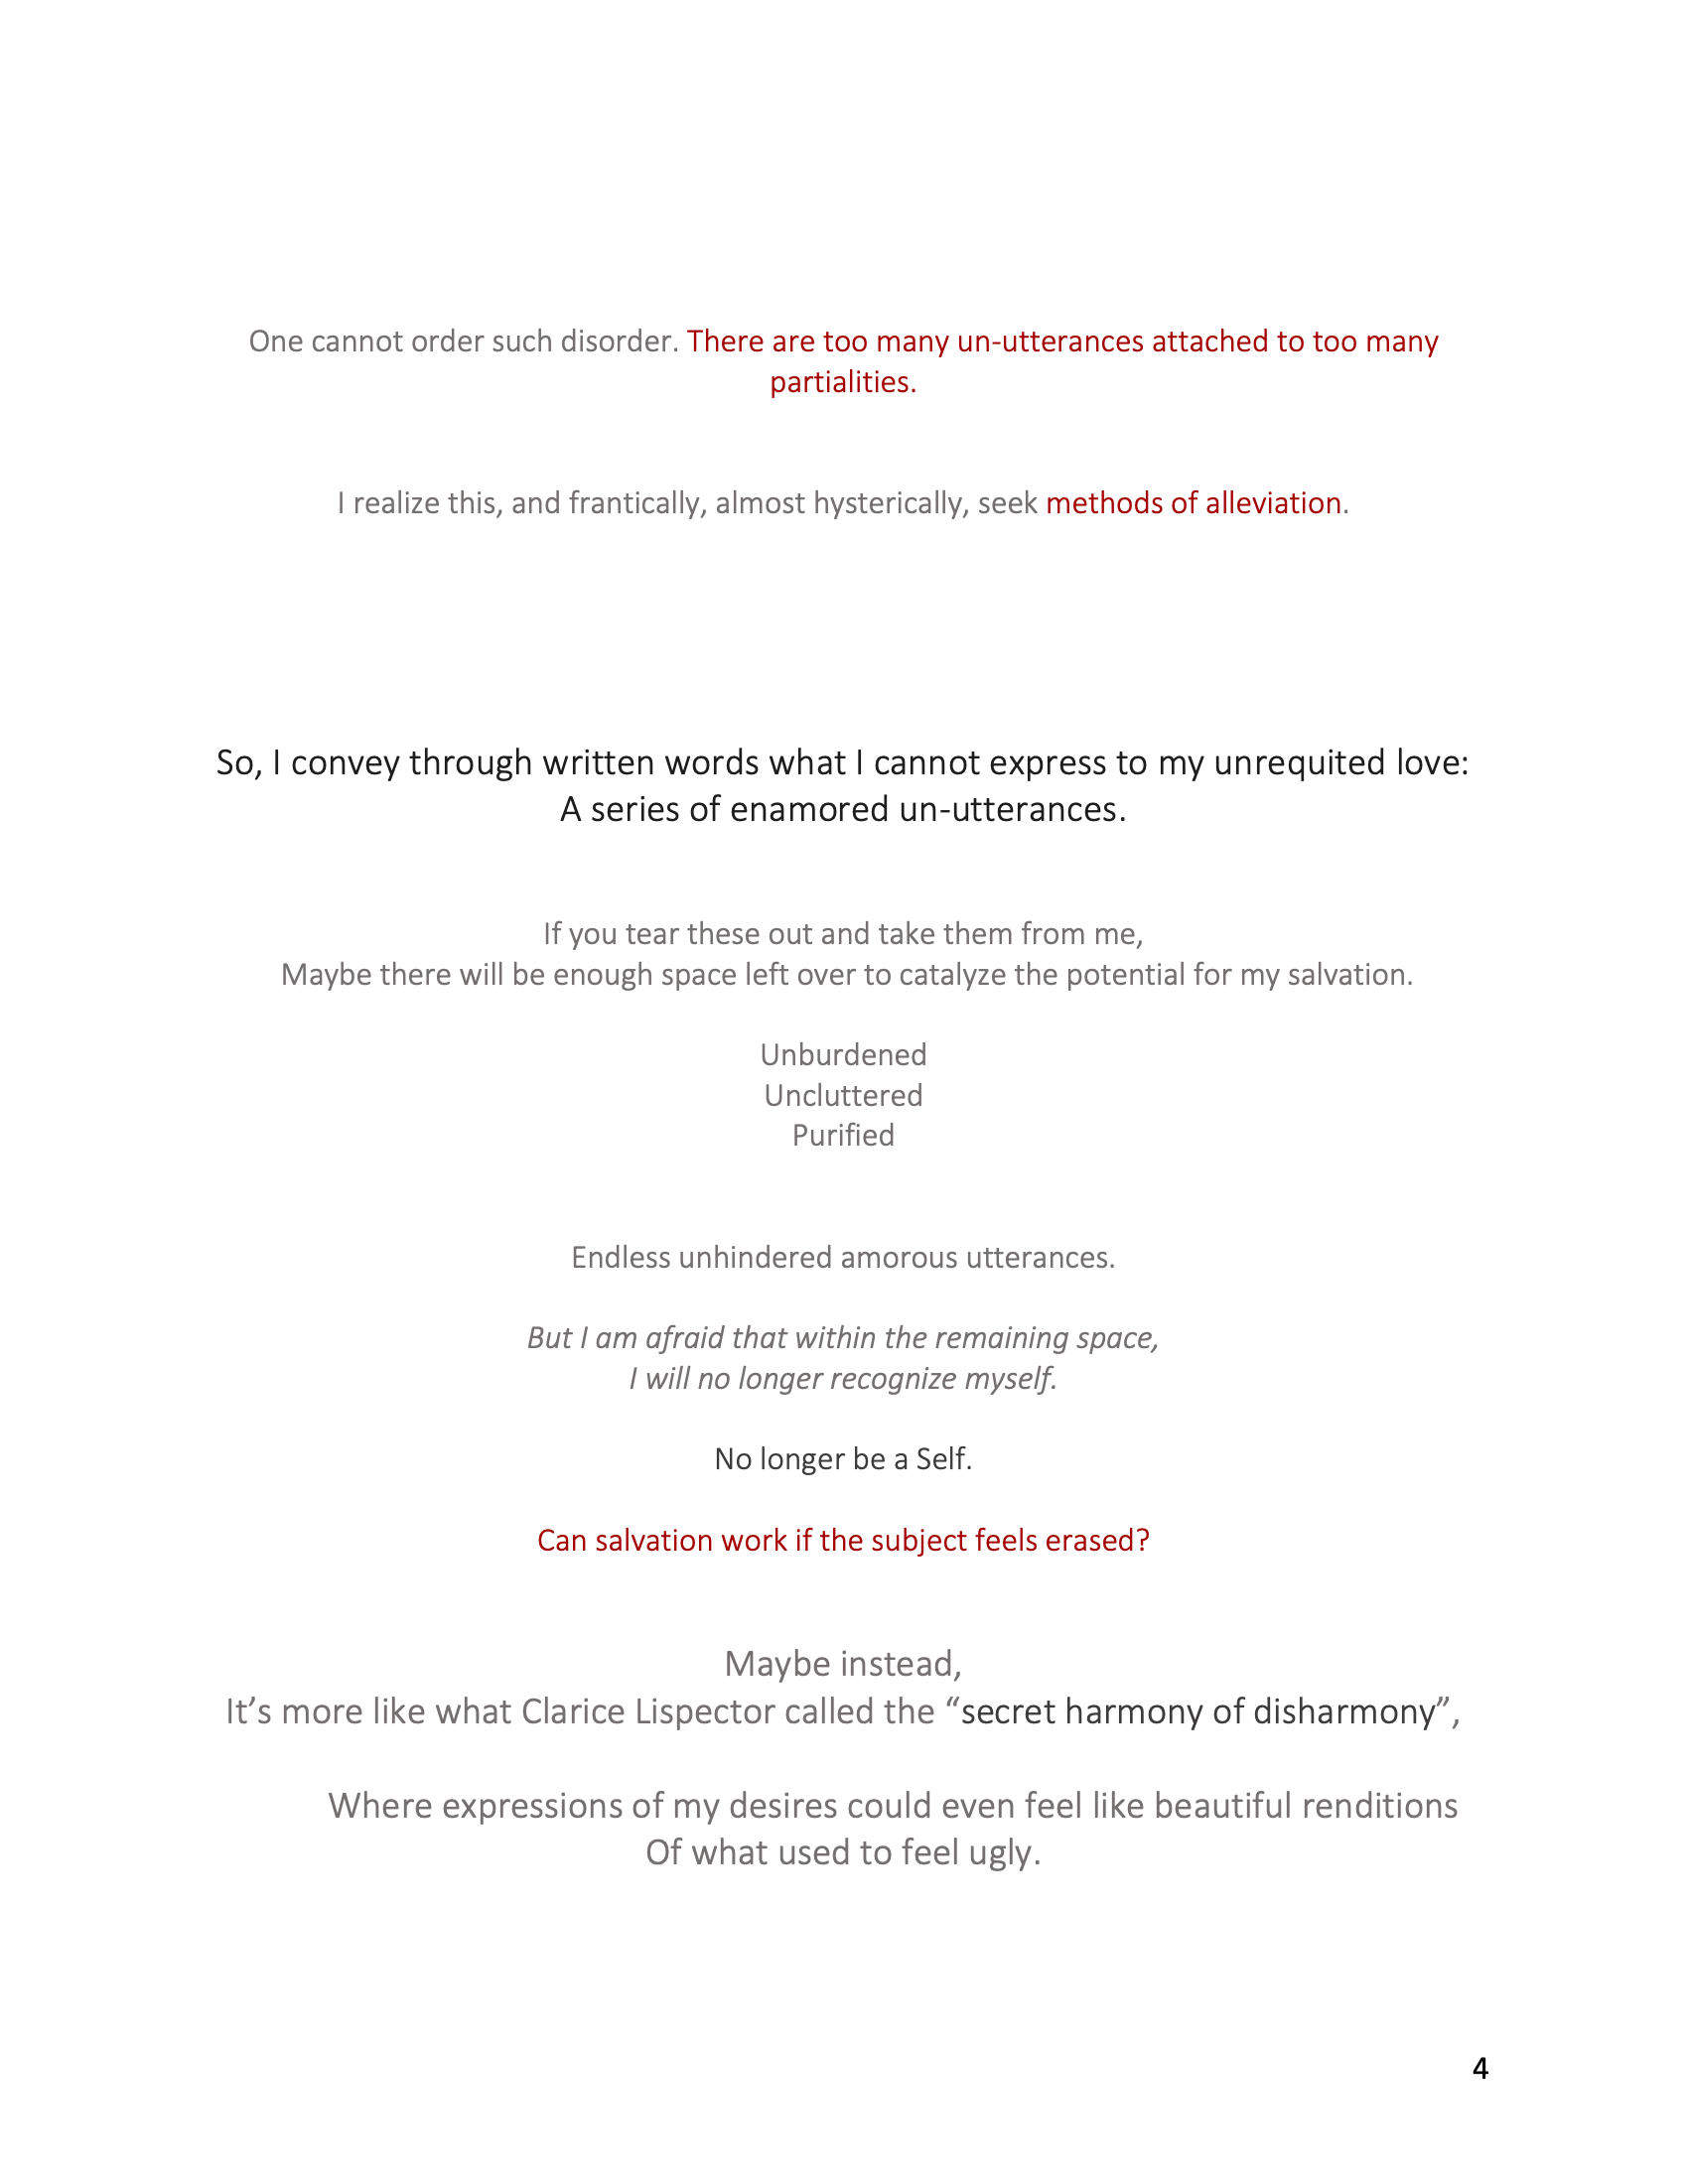 One cannot order such disorder. There are too many un-utterances attached to too many
partialities.
I realize this, and frantically, almost hysterically, seek methods of alleviation.
So, I convey through written words what I cannot express to my unrequited love:
A series of enamored un-utterances.
If you tear these out and take them from me,
Maybe there will be enough space left over to catalyze the potential for my salvation.
Unburdened
Uncluttered
Purified
Endless unhindered amorous utterances.
But I am afraid that within the remaining space,
I will no longer recognize myself.
No longer be a Self.
Can salvation work if the subject feels erased?
Maybe instead,
It’s more like what Clarice Lispector called the “secret harmony of disharmony”,
Where expressions of my desires could even feel like beautiful renditions
Of what used to feel ugly.
4